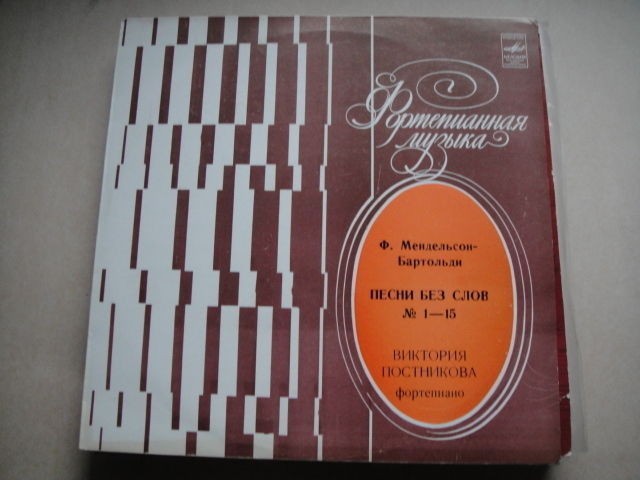 Фортепианная
музыка
Ф. Мендельсон-
Бартольди
ПЕСНИ БЕЗ СЛОВ
№ 1—15
ВИКТОРИЯ
ПОСТНИКОВА
фортепиано